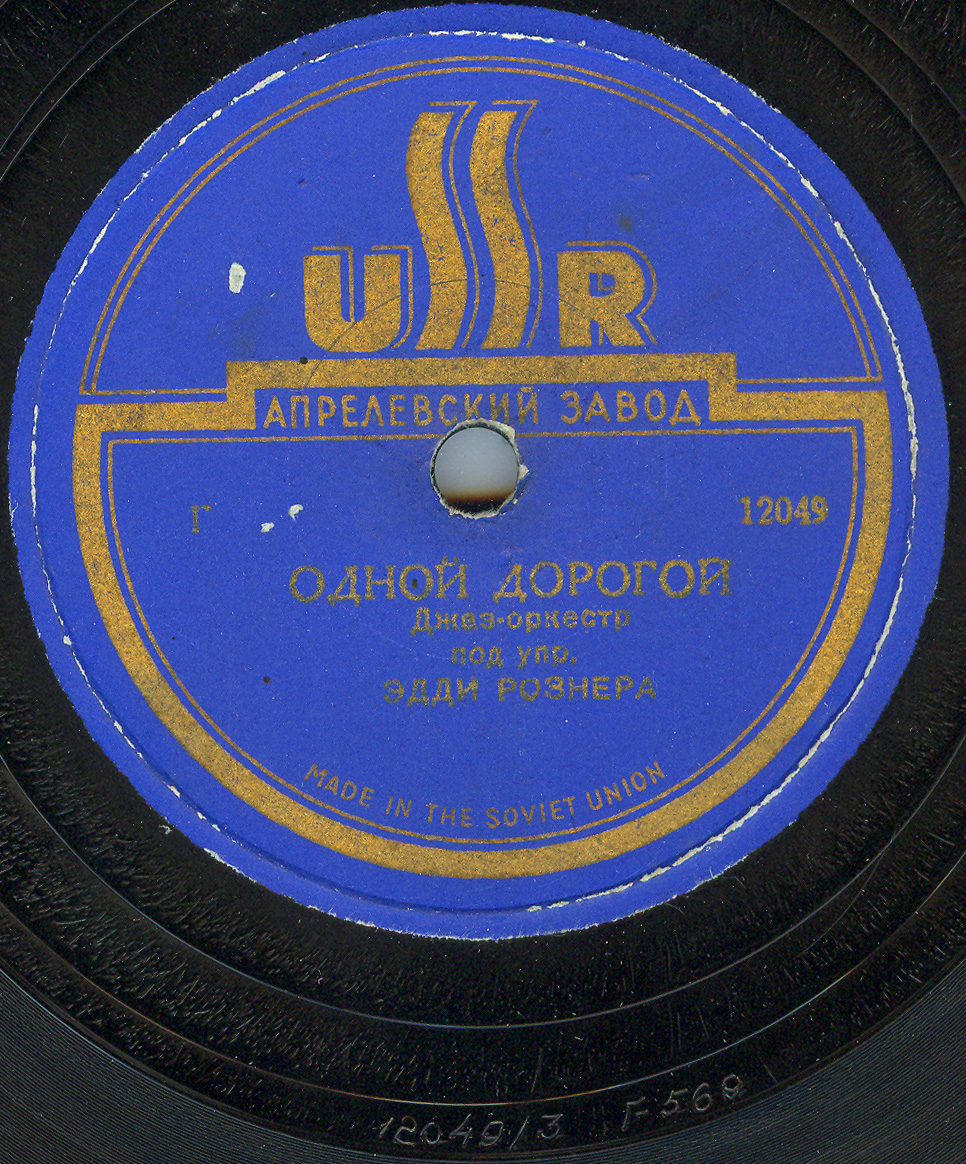 USSR
АПРЕЛЕВСКИЙ ЗАВОД
Г 12049
ОДНОЙ ДОРОГОЙ
Джаз-оркестр
под упр.
ЭДДИ РОЗНЕРА
MADE IN THE SOVIET UNION
12049/3 Г569